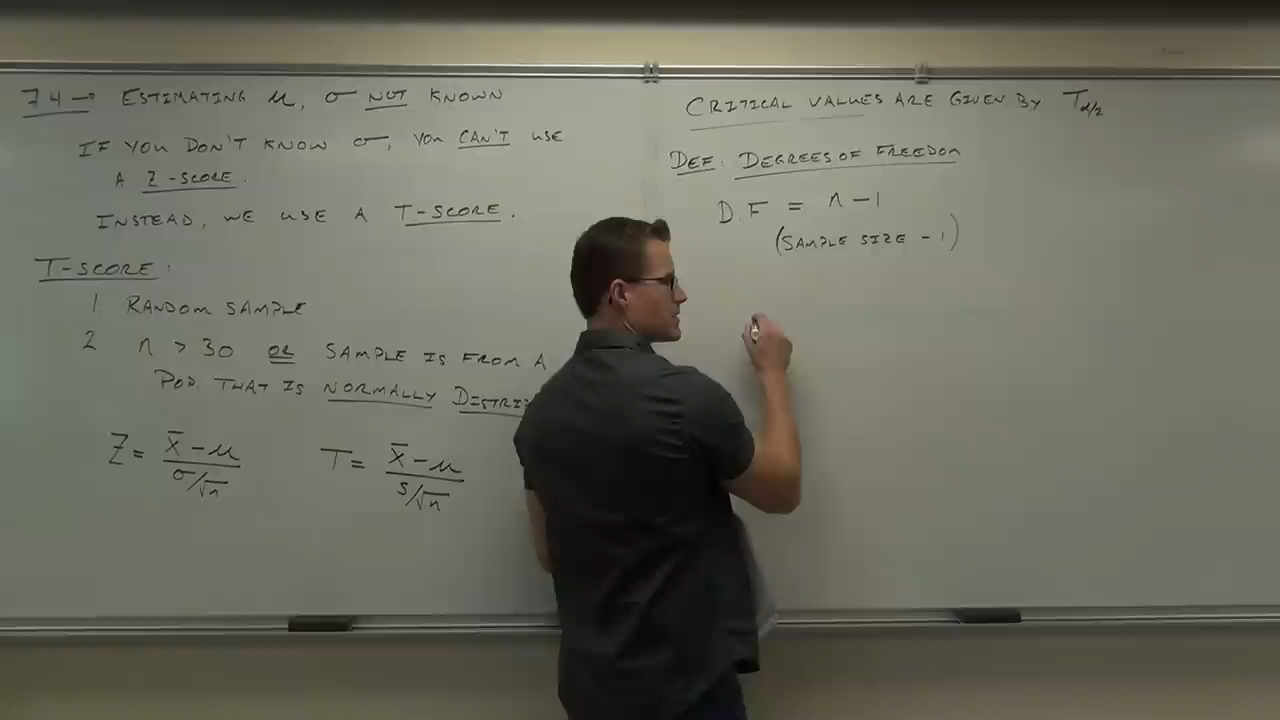 7.4 → ESTIMATING μ, σ NOT KNOWN
IF YOU DON'T KNOW σ, YOU CAN'T USE
A Z-SCORE.
INSTEAD, WE USE A T-SCORE.
T-SCORE:
1. RANDOM SAMPLE
2 n > 30 OR SAMPLE IS FROM A
POP. THAT IS NORMALLY DISTRI
Z = (x̄ - μ)/(σ/√n) T = (x̄ - μ)/(s/√n)
CRITICAL VALUES ARE GIVEN BY T α/2
DEF: DEGREES OF FREEDOM
D.F = n - 1
(SAMPLE SIZE - 1)